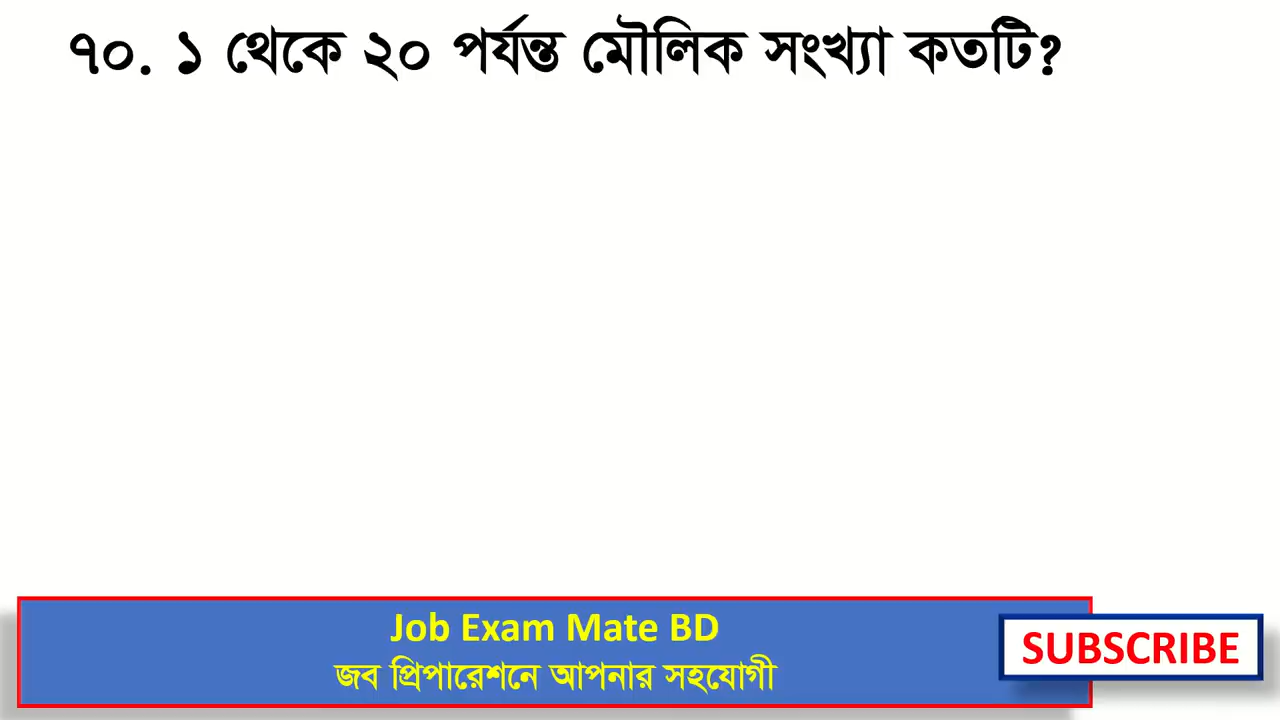 ৭০. ১ থেকে ২০ পর্যন্ত মৌলিক সংখ্যা কতটি?
Job Exam Mate BD
জব প্রিপারেশনে আপনার সহযোগী
SUBSCRIBE